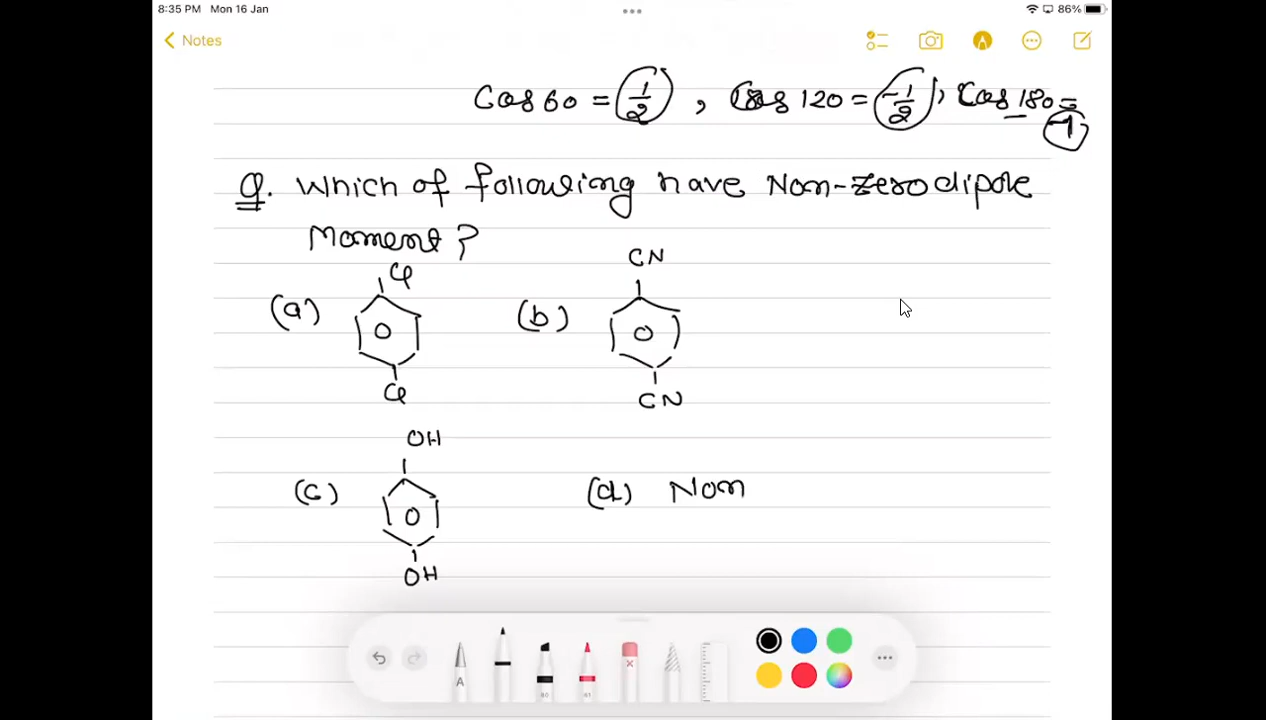 8:35 PM Mon 16 Jan
86%
Notes
Cos 60 = 1/2 , Cos 120 = -1/2 , Cos 180 = -1
Q. Which of following have Non-zero dipole
Moment ?
(a) Cl
Cl
(b) CN
CN
(c) OH
OH
(d) Non
A
80